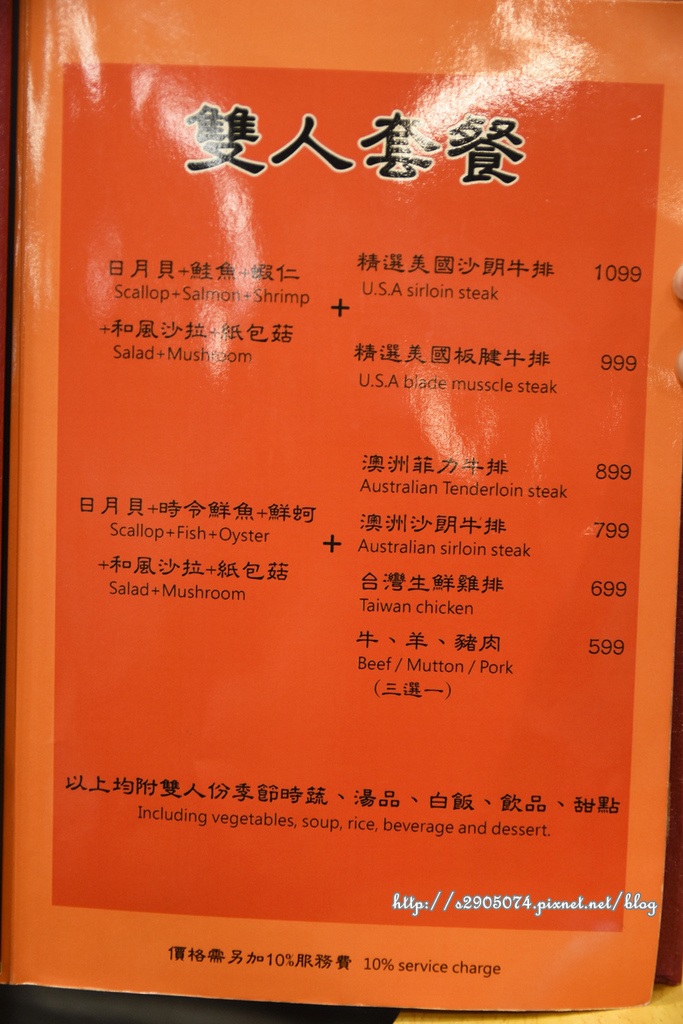 雙人套餐
日月貝+鮭魚+蝦仁
Scallop+Salmon+Shrimp
+和風沙拉+紙包菇
Salad+Mushroom
+
精選美國沙朗牛排 1099
U.S.A sirloin steak
精選美國板腱牛排 999
U.S.A blade musscle steak
日月貝+時令鮮魚+鮮蚵
Scallop+Fish+Oyster
+和風沙拉+紙包菇
Salad+Mushroom
+
澳洲菲力牛排 899
Australian Tenderloin steak
澳洲沙朗牛排 799
Australian sirloin steak
台灣生鮮雞排 699
Taiwan chicken
牛、羊、豬肉 599
Beef / Mutton / Pork
(三選一)
以上均附雙人份季節時蔬、湯品、白飯、飲品、甜點
Including vegetables, soup, rice, beverage and dessert.
http://s2905074.pixnet.net/blog
價格需另加10%服務費 10% service charge